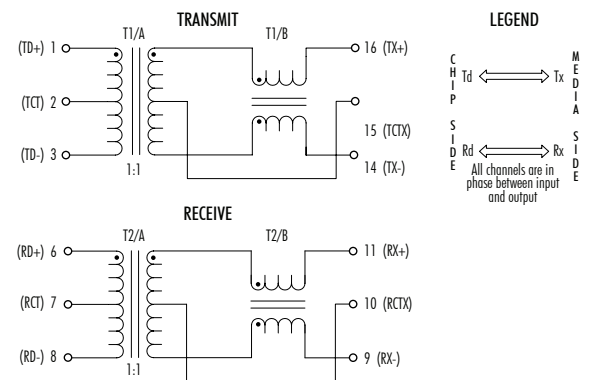 TRANSMIT
T1/A
T1/B
(TD+) 1
16 (TX+)
(TCT) 2
15 (TCTX)
(TD-) 3
14 (TX-)
1:1
RECEIVE
T2/A
T2/B
(RD+) 6
11 (RX+)
(RCT) 7
10 (RCTX)
(RD-) 8
9 (RX-)
1:1
LEGEND
CHIP SIDE
Td
Tx
MEDIA SIDE
Rd
Rx
All channels are in
phase between input
and output